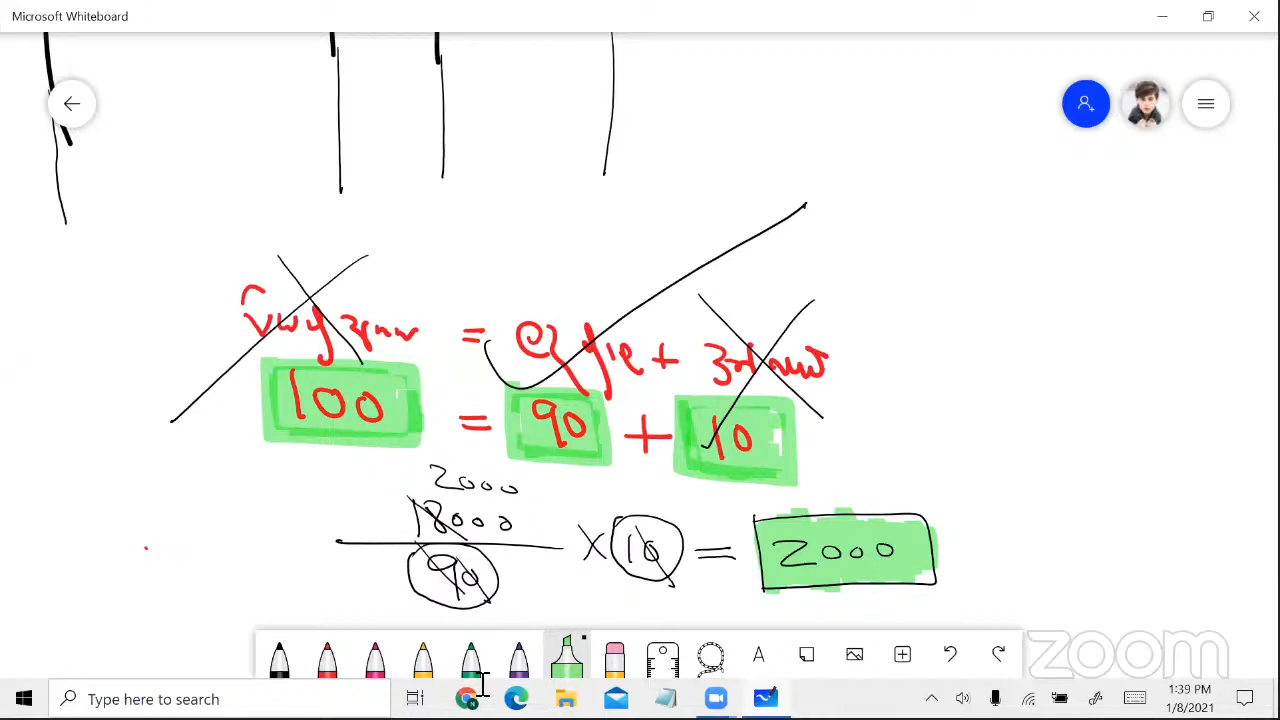 Microsoft Whiteboard
= +
100 = 90 + 10
2000
18000
90
× 10 = 2000
zoom
A
Type here to search
1:39 PM
1/8/2021